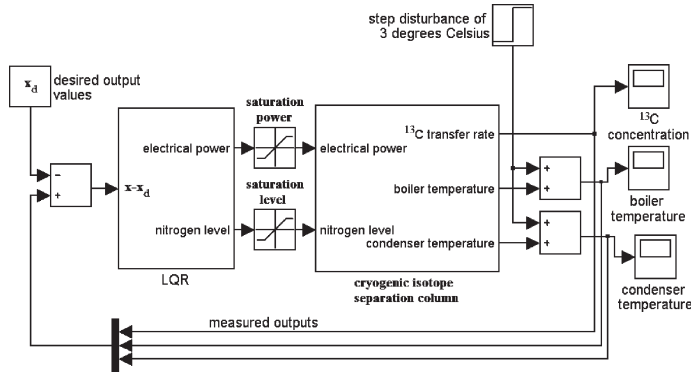 step disturbance of
3 degrees Celsius
x_d
desired output
values
saturation
power
¹³C transfer rate
¹³C
concentration
electrical power
electrical power
−
+
x-x_d
saturation
level
boiler temperature
+
+
boiler
temperature
nitrogen level
nitrogen level
condenser temperature
+
+
LQR
cryogenic isotope
separation column
condenser
temperature
measured outputs